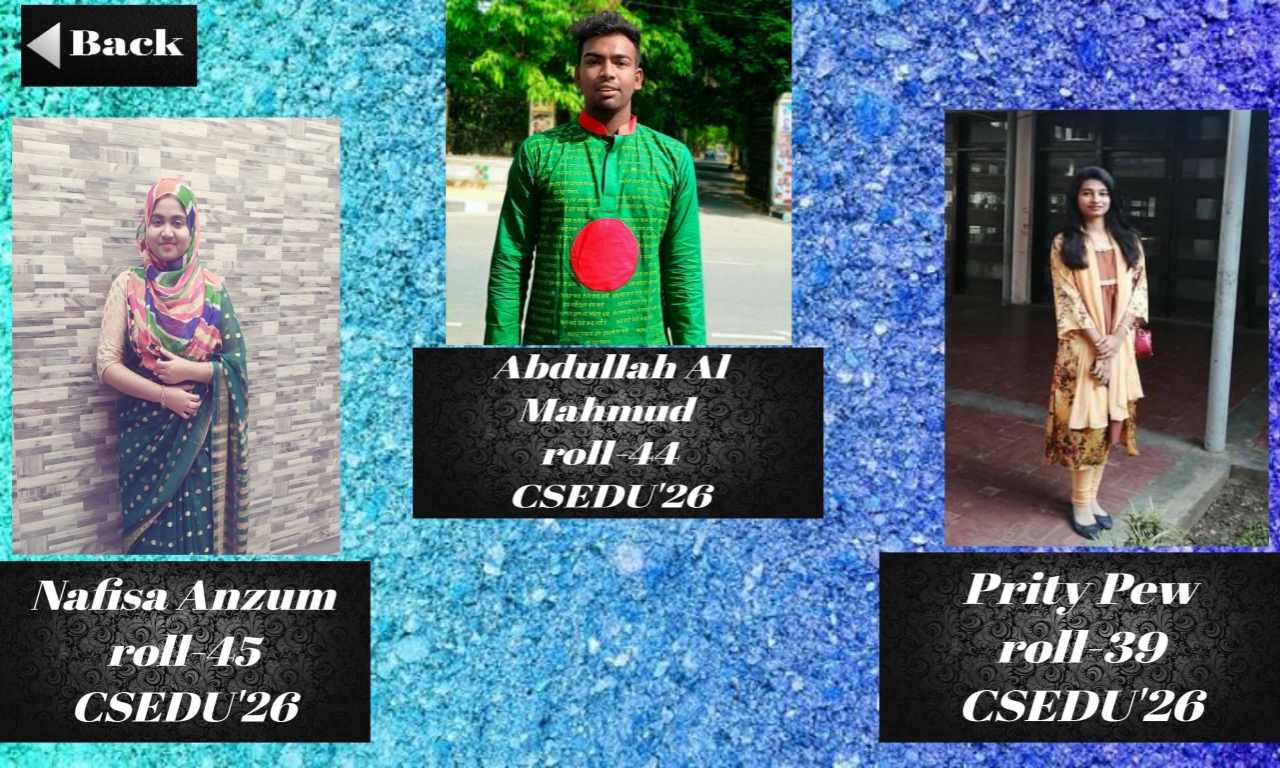 Back
Abdullah Al
Mahmud
roll-44
CSEDU'26
Nafisa Anzum
roll-45
CSEDU'26
Prity Pew
roll-39
CSEDU'26